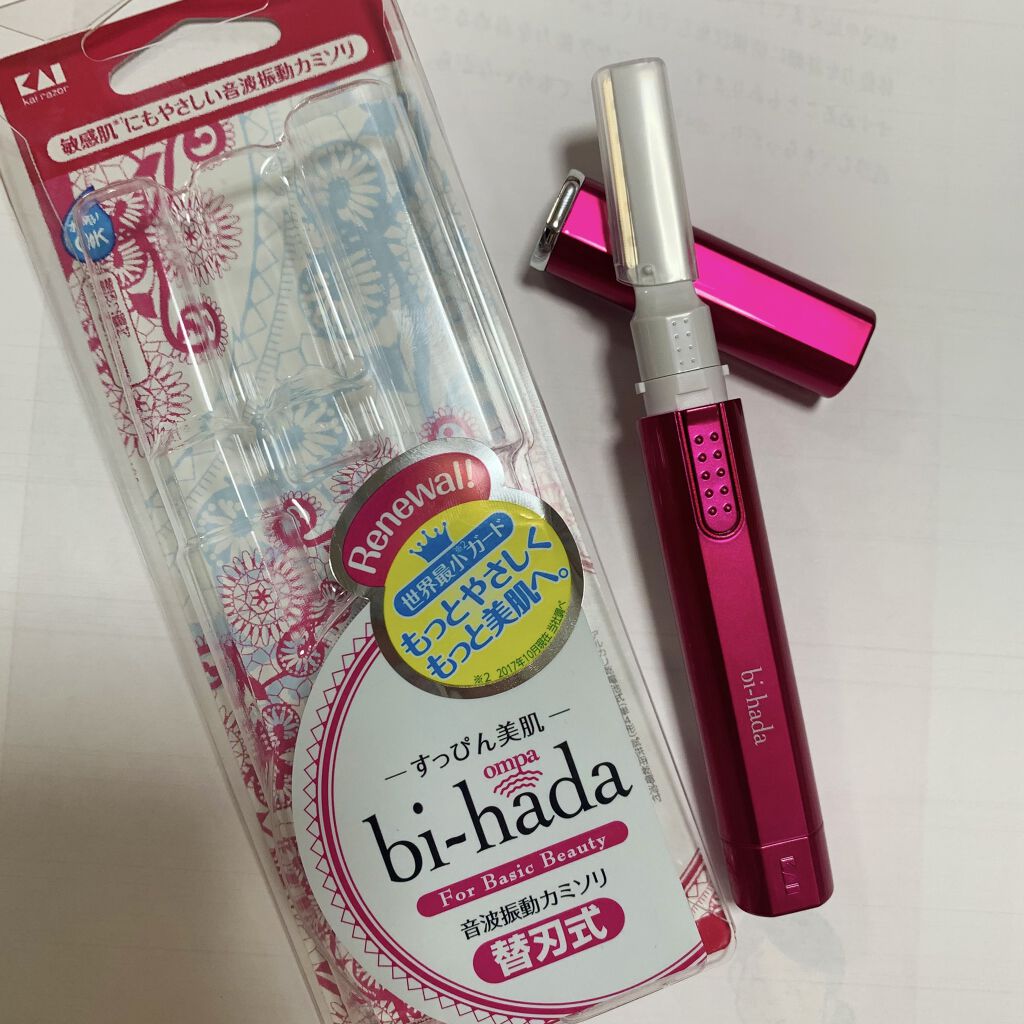 KAI
kai razor
敏感肌※1にもやさしい音波振動カミソリ
Renewal!
世界最小※2ガード
もっとやさしく
もっと美肌へ。
※2 2017年10月現在 当社調べ
―すっぴん美肌―
ompa
bi-hada
For Basic Beauty
音波振動カミソリ
替刃式
bi-hada
KAI